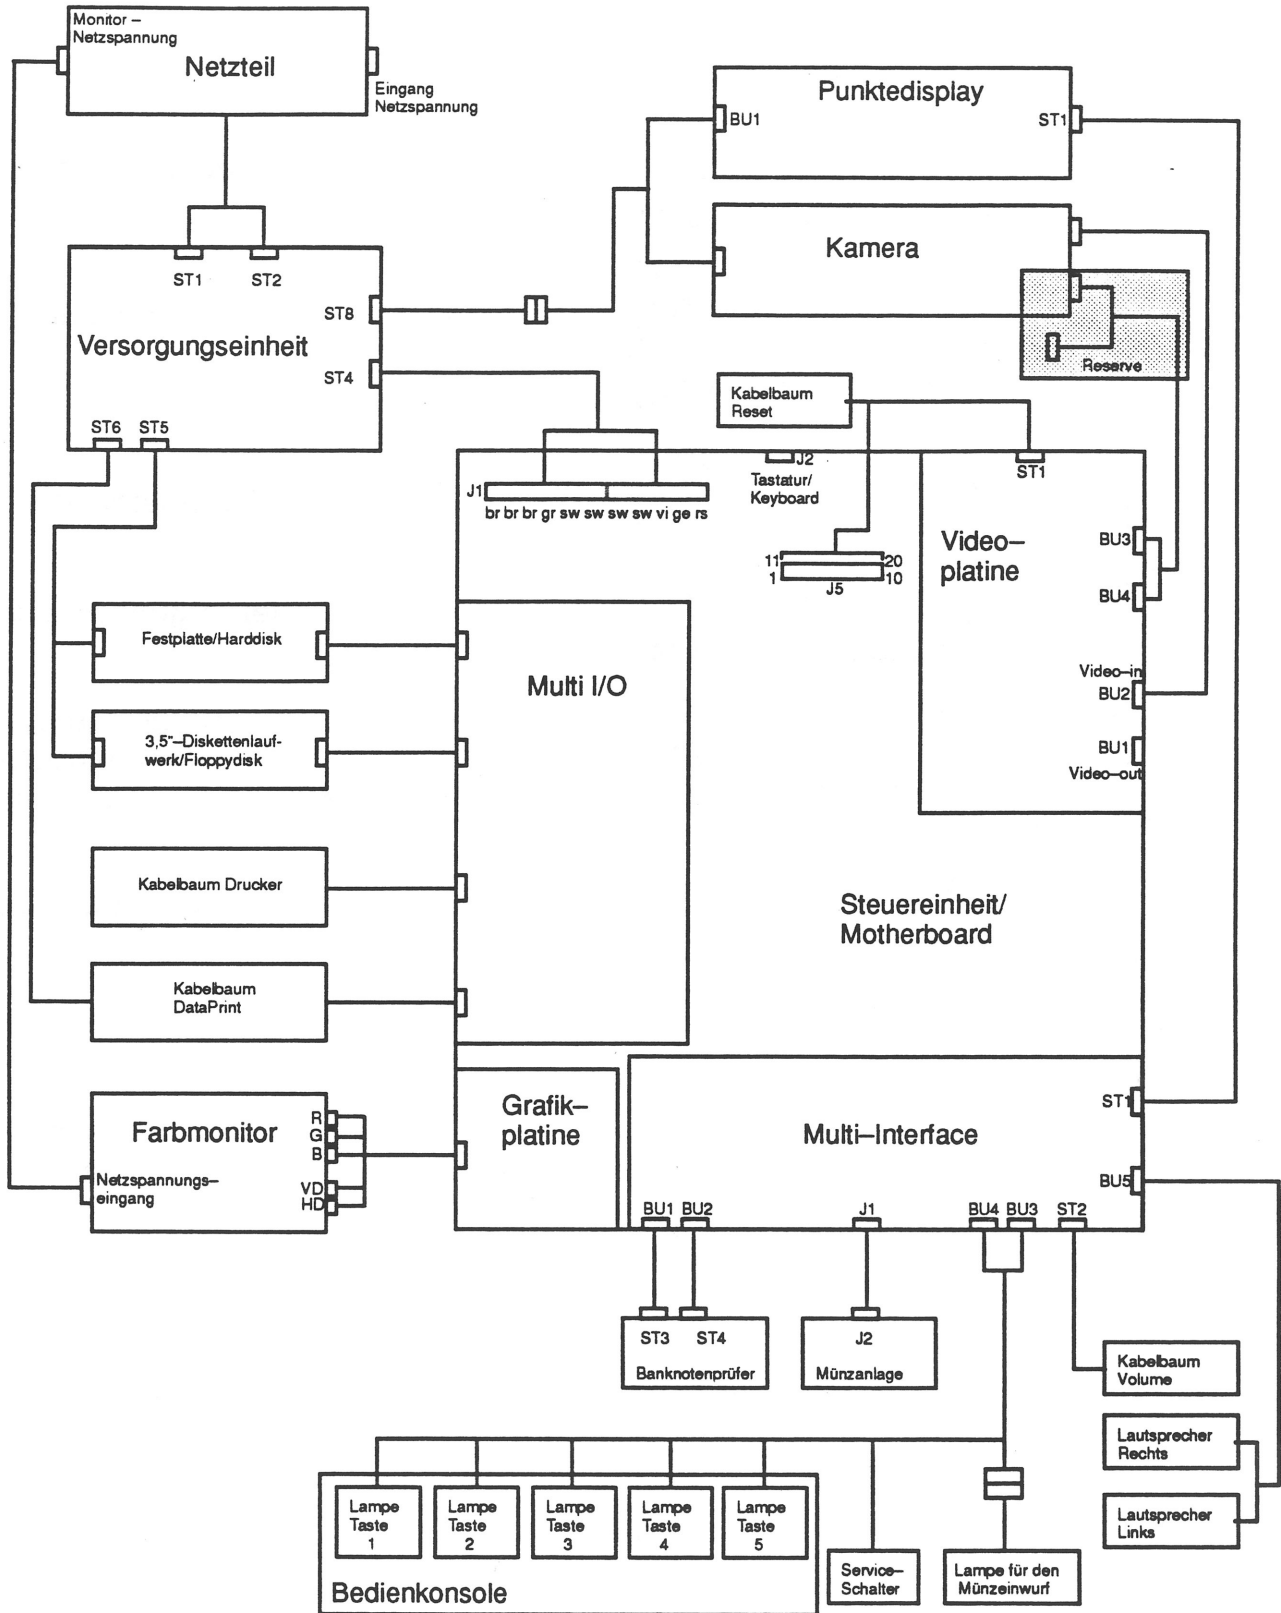 Monitor –
Netzspannung
Netzteil
Eingang
Netzspannung
Punktedisplay
BU1
ST1
Kamera
Reserve
ST1
ST2
ST8
Versorgungseinheit
ST4
ST6
ST5
Kabelbaum
Reset
J1
br br br gr sw sw sw sw vi ge rs
J2
Tastatur/
Keyboard
ST1
11
20
1
10
J5
Video–
platine
BU3
BU4
Video–in
BU2
BU1
Video–out
Festplatte/Harddisk
3,5"–Diskettenlauf–
werk/Floppydisk
Multi I/O
Kabelbaum Drucker
Kabelbaum
DataPrint
Steuereinheit/
Motherboard
Farbmonitor
R
G
B
VD
HD
Netzspannungs–
eingang
Grafik–
platine
Multi–Interface
ST1
BU5
BU1
BU2
J1
BU4
BU3
ST2
ST3
ST4
Banknotenprüfer
J2
Münzanlage
Kabelbaum
Volume
Lautsprecher
Rechts
Lautsprecher
Links
Lampe
Taste
1
Lampe
Taste
2
Lampe
Taste
3
Lampe
Taste
4
Lampe
Taste
5
Bedienkonsole
Service–
Schalter
Lampe für den
Münzeinwurf